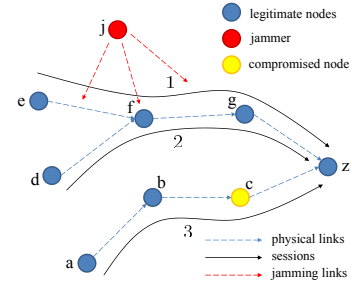 j
legitimate nodes
jammer
compromised node
1
e
f
g
2
d
z
b
c
3
a
physical links
sessions
jamming links